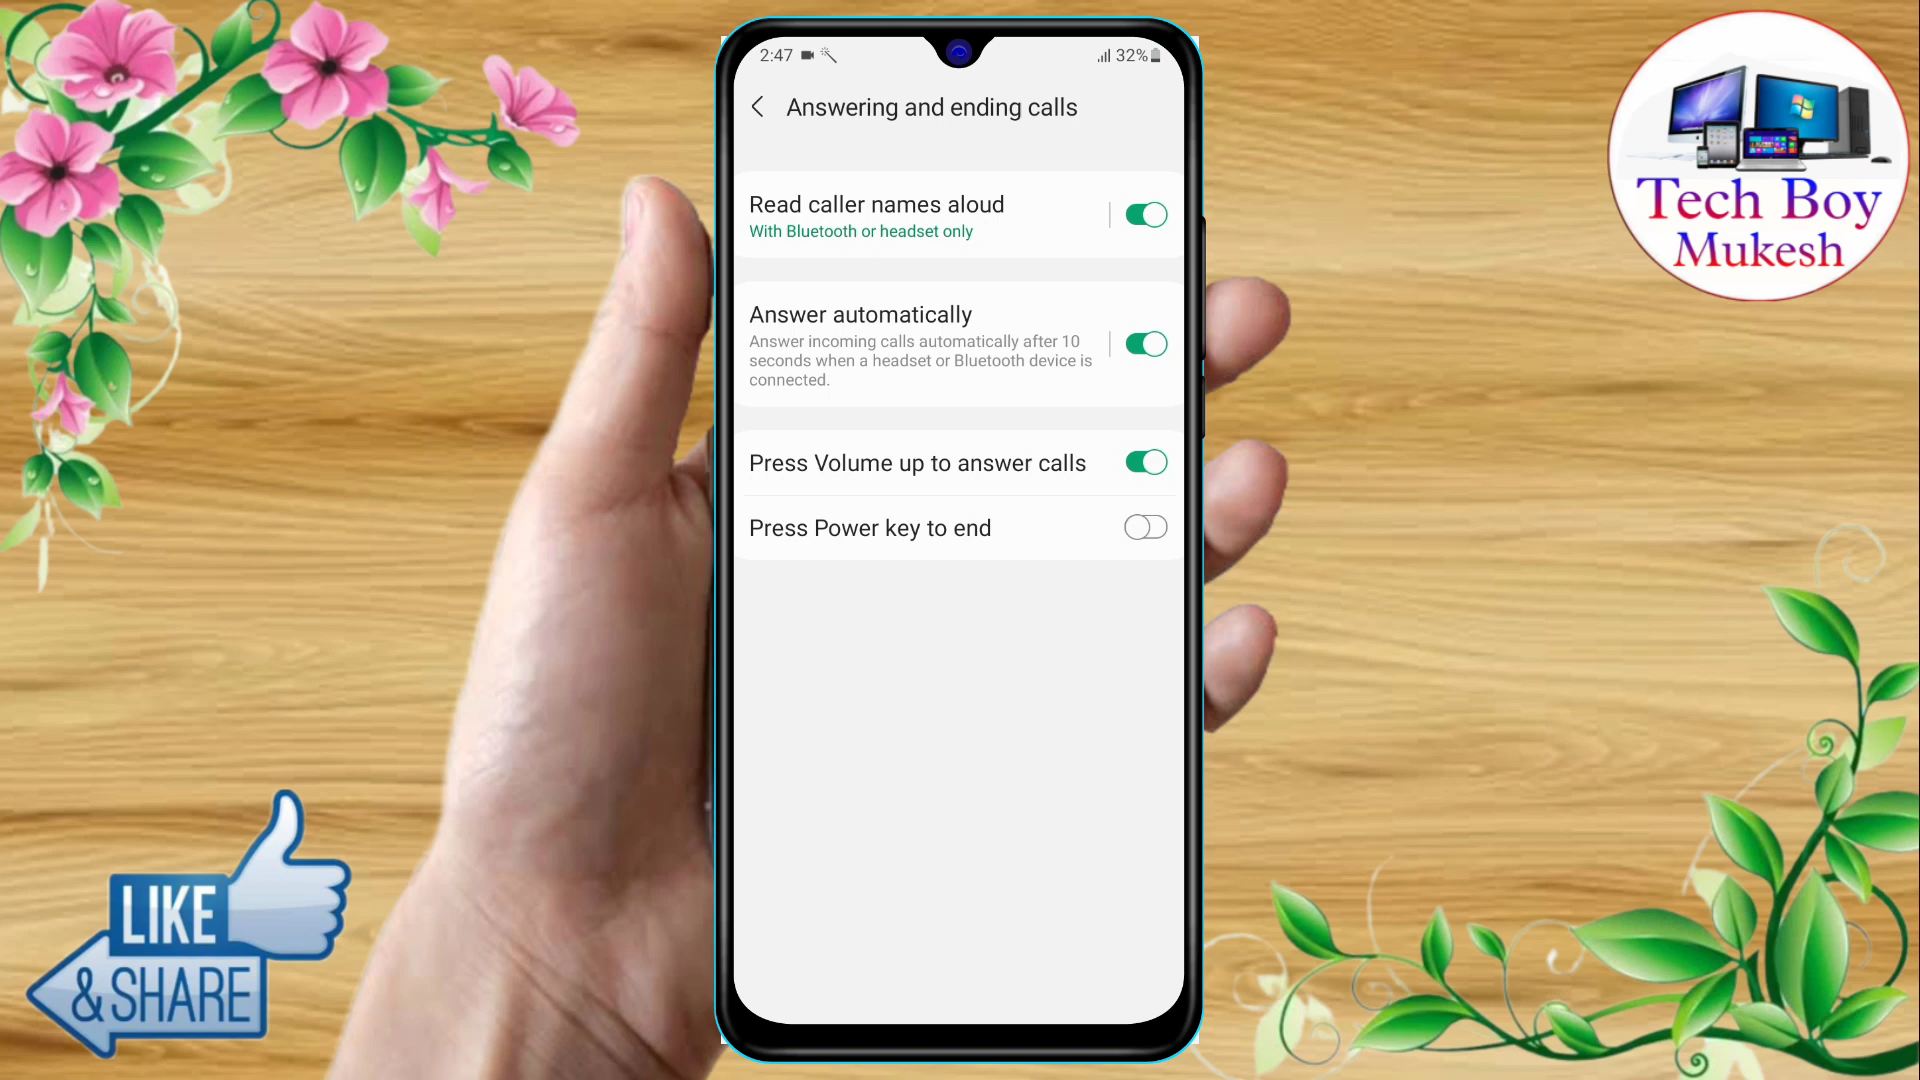 2:47
32%
Answering and ending calls
Read caller names aloud
With Bluetooth or headset only
Answer automatically
Answer incoming calls automatically after 10
seconds when a headset or Bluetooth device is
connected.
Press Volume up to answer calls
Press Power key to end
Tech Boy
Mukesh
LIKE
& SHARE